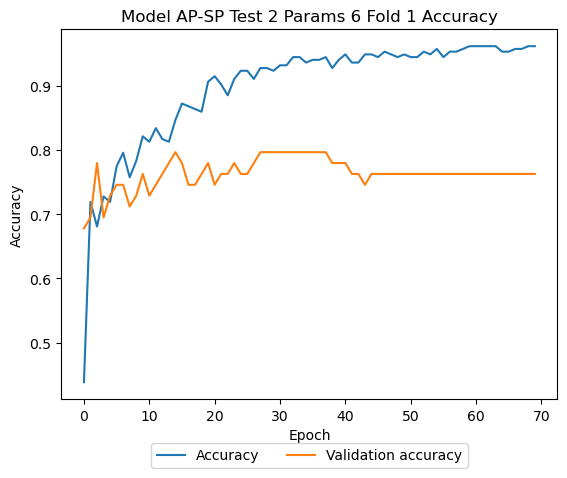 Model AP-SP Test 2 Params 6 Fold 1 Accuracy
0.9
0.8
0.7
0.6
0.5
Accuracy
0 10 20 30 40 50 60 70
Epoch
Accuracy Validation accuracy